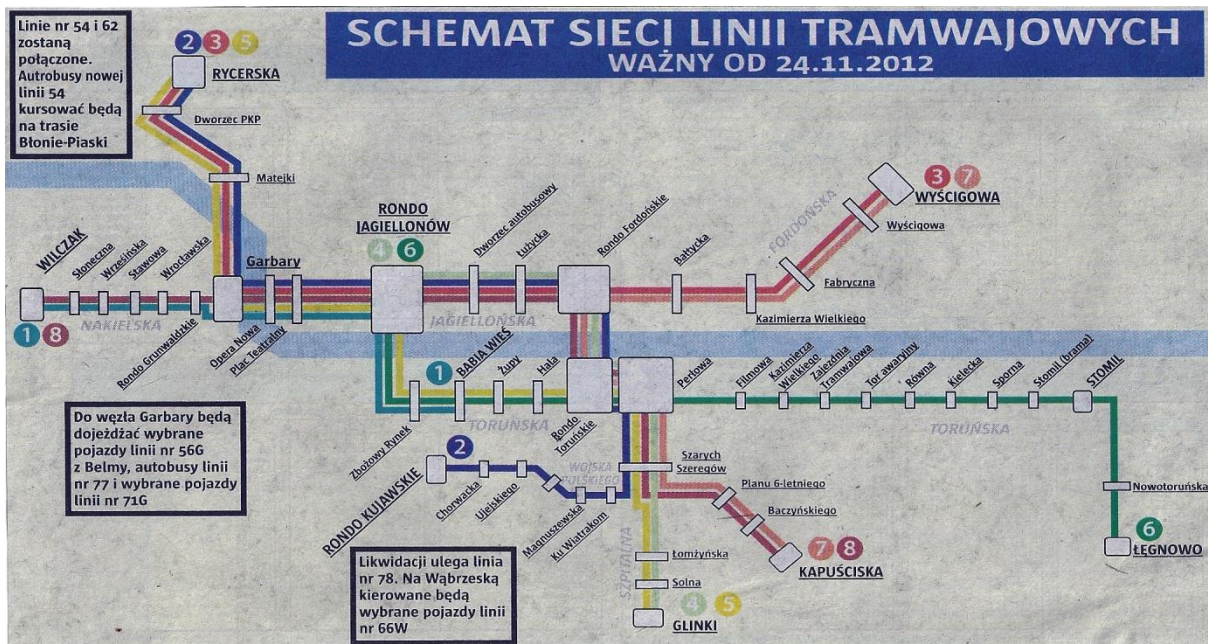 SCHEMAT SIECI LINII TRAMWAJOWYCH
WAŻNY OD 24.11.2012
Linie nr 54 i 62
zostaną
połączone.
Autrobusy nowej
linii 54
kursować będą
na trasie
Błonie-Piaski
2 3 5
RYCERSKA
Dworzec PKP
Matejki
WILCZAK
Słoneczna
Wrześińska
Stawowa
Wrocławska
Garbary
1 8
NAKIELSKA
Rondo Grunwaldzkie
Opera Nowa
Plac Teatralny
RONDO
JAGIELLONÓW
4 6
Dworzec autobusowy
Łużycka
JAGIELLOŃSKA
Rondo Fordońskie
Bałtycka
Kazimierza Wielkiego
FORDOŃSKA
Fabryczna
Wyścigowa
3 7
WYŚCIGOWA
1
BABIA WIEŚ
Żupy
Hala
Zbożowy Rynek
TORUŃSKA
Rondo
Toruńskie
Perłowa
Filmowa
Kazimierza
Wielkiego
Zajezdnia
Tramwajowa
Tor awaryjny
Równa
Kielecka
Sporna
Stomil (brama)
STOMIL
TORUŃSKA
Nowotoruńska
6
ŁĘGNOWO
2
RONDO KUJAWSKIE
Chorwacka
Ujejskiego
Magnuszewska
Ku Wiatrakom
WOJSKA
POLSKIEGO
Szarych
Szeregów
Planu 6-letniego
Baczyńskiego
7 8
KAPUŚCISKA
SZPITALNA
Łomżyńska
Solna
4 5
GLINKI
Do węzła Garbary będą
dojeżdżać wybrane
pojazdy linii nr 56G
z Belmy, autobusy linii
nr 77 i wybrane pojazdy
linii nr 71G
Likwidacji ulega linia
nr 78. Na Wąbrzeską
kierowane będą
wybrane pojazdy linii
nr 66W